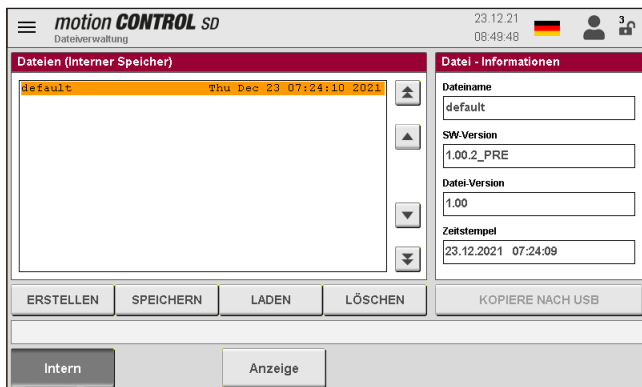 motion CONTROL SD
Dateiverwaltung
23.12.21
08:49:48
3
Dateien (Interner Speicher)
default Thu Dec 23 07:24:10 2021
Datei - Informationen
Dateiname
default
SW-Version
1.00.2_PRE
Datei-Version
1.00
Zeitstempel
23.12.2021 07:24:09
ERSTELLEN SPEICHERN LADEN LÖSCHEN KOPIERE NACH USB
Intern Anzeige